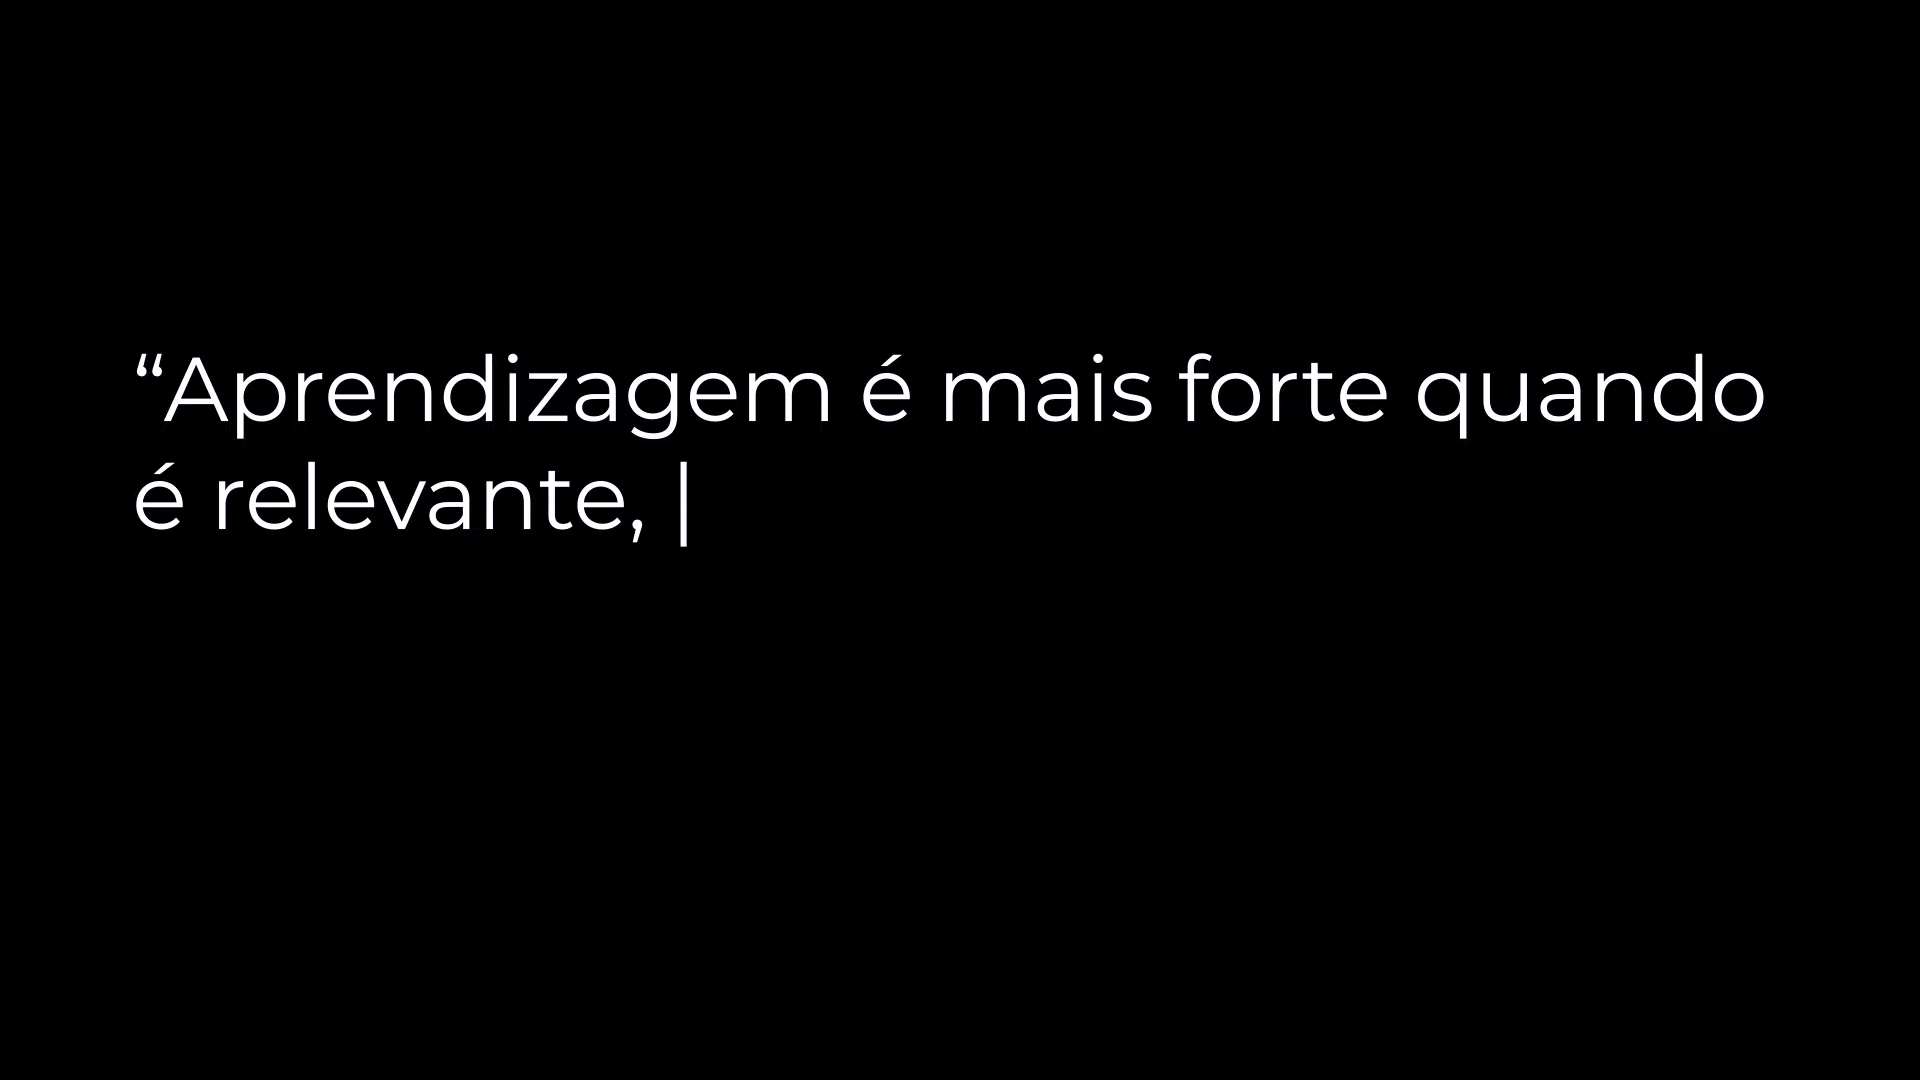 “Aprendizagem é mais forte quando
é relevante, |